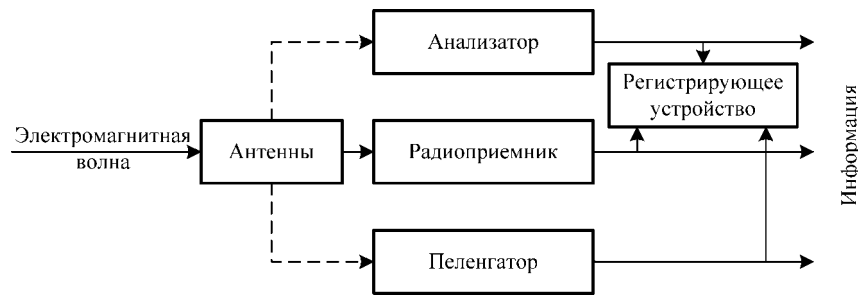 Анализатор
Регистрирующее
устройство
Электромагнитная
волна
Антенны
Радиоприемник
Информация
Пеленгатор